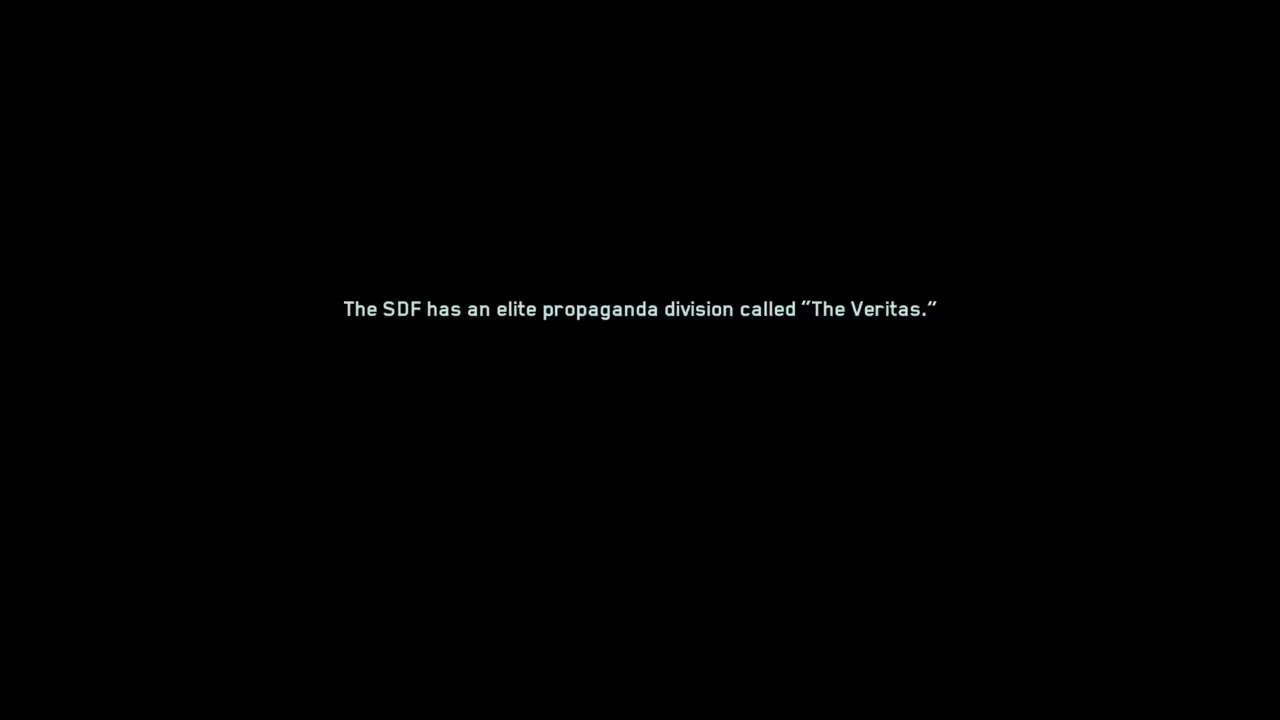 The SDF has an elite propaganda division called “The Veritas.”